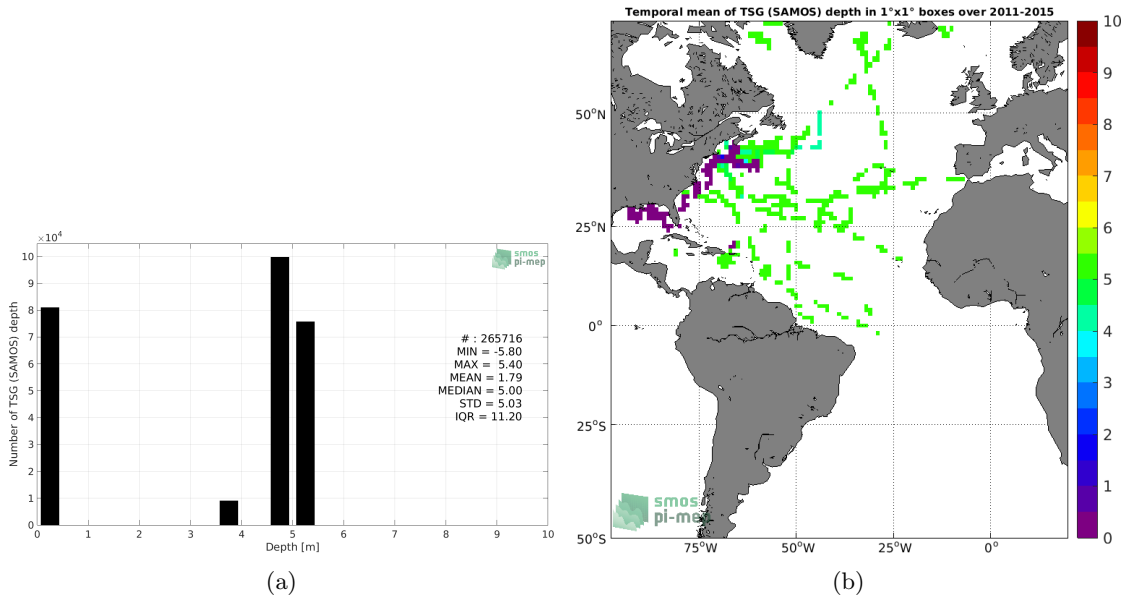 Temporal mean of TSG (SAMOS) depth in 1°x1° boxes over 2011-2015
×10⁴
10
9
8
7
6
5
4
3
2
1
0
Number of TSG (SAMOS) depth
smos
pi-mep
# : 265716
MIN = -5.80
MAX = 5.40
MEAN = 1.79
MEDIAN = 5.00
STD = 5.03
IQR = 11.20
0 1 2 3 4 5 6 7 8 9 10
Depth [m]
(a)
50°N
25°N
0°
25°S
50°S
75°W 50°W 25°W 0°
smos
pi-mep
10
9
8
7
6
5
4
3
2
1
0
(b)